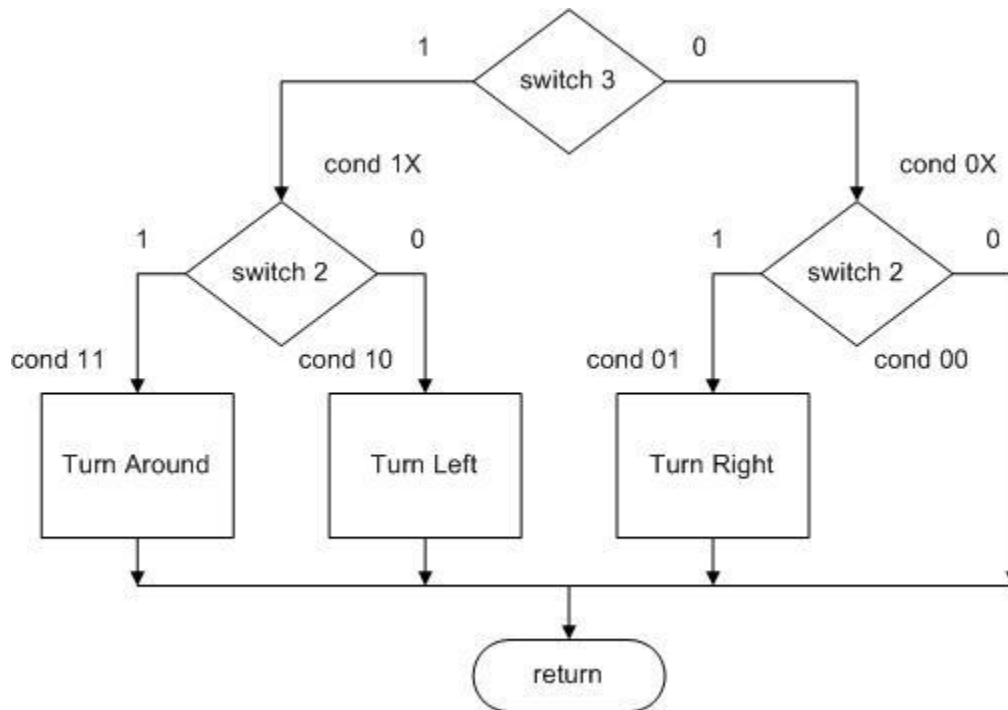 1
0
switch 3
cond 1X
cond 0X
1
0
1
0
switch 2
switch 2
cond 11
cond 10
cond 01
cond 00
Turn Around
Turn Left
Turn Right
return